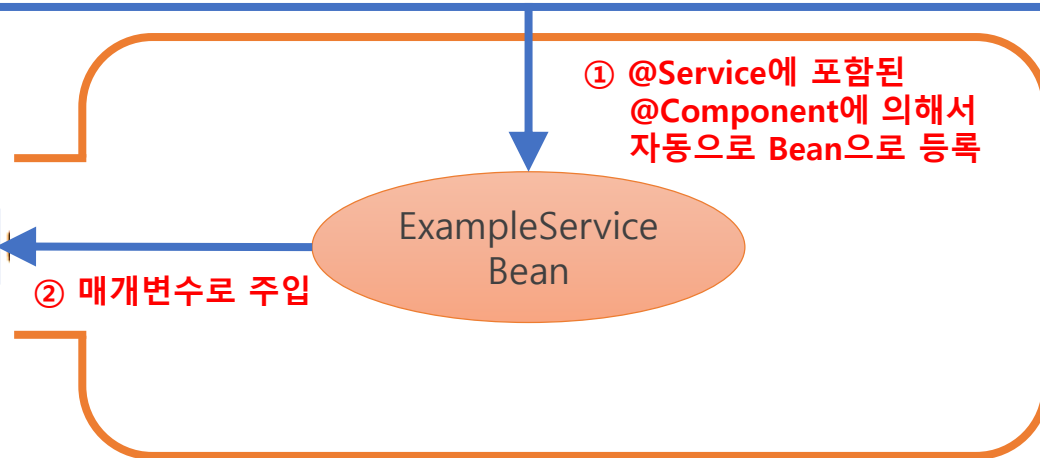 ① @Service에 포함된
@Component에 의해서
자동으로 Bean으로 등록
ExampleService
Bean
② 매개변수로 주입